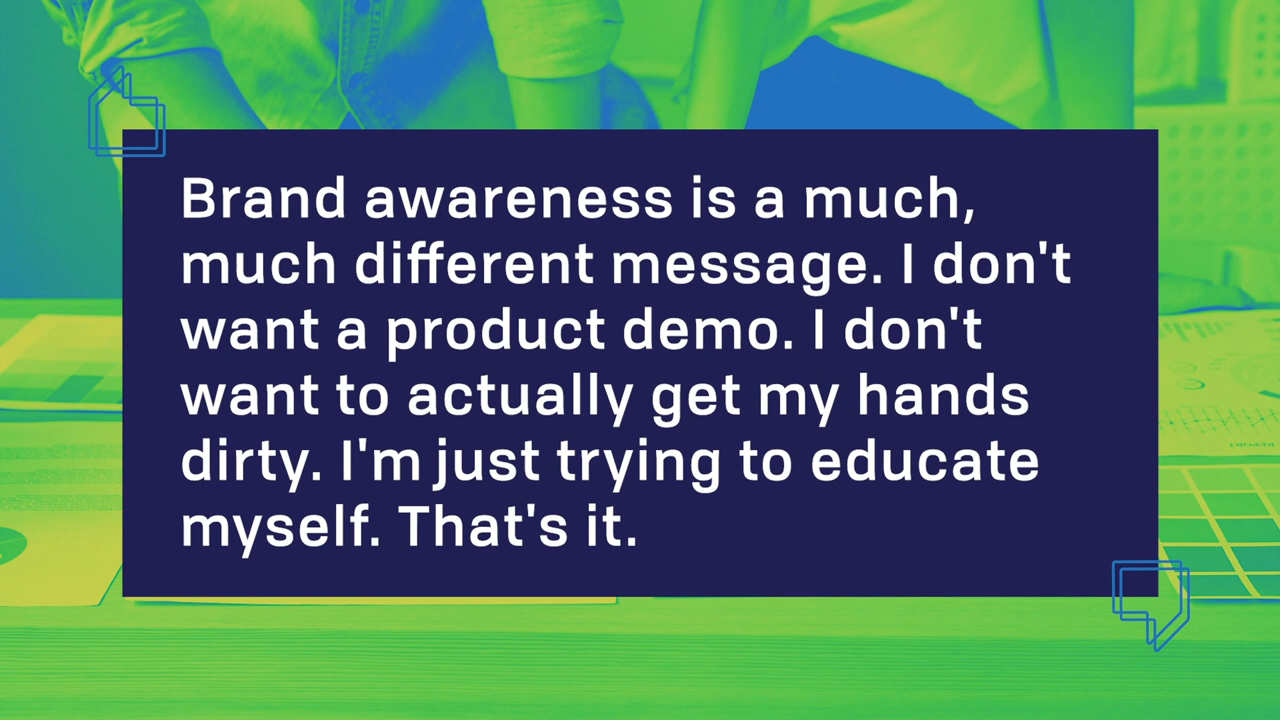 Brand awareness is a much,
much different message. I don't
want a product demo. I don't
want to actually get my hands
dirty. I'm just trying to educate
myself. That's it.
REPORT